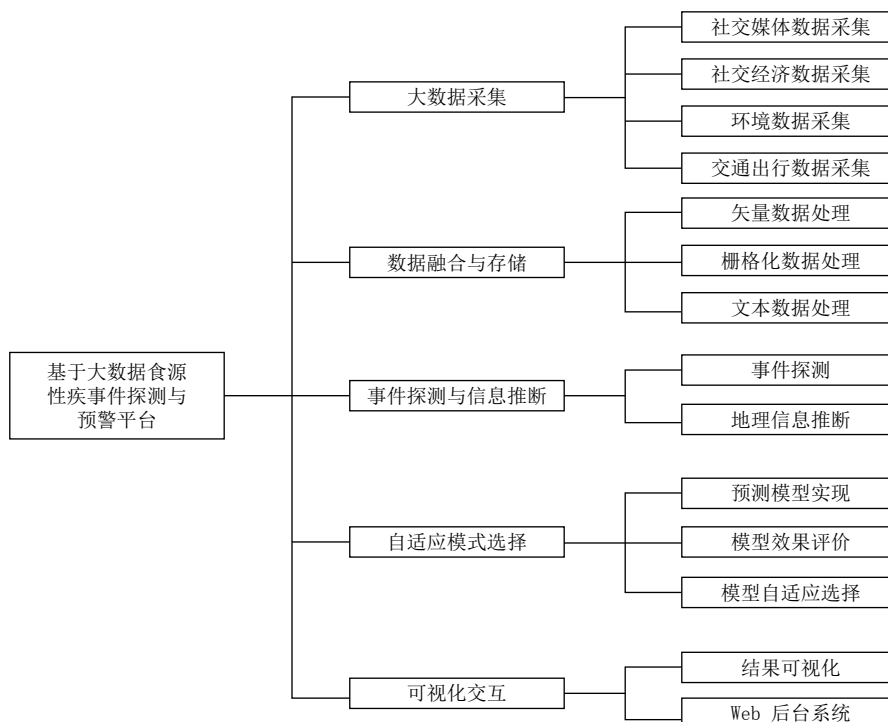 基于大数据食源
性疾事件探测与
预警平台
大数据采集
社交媒体数据采集
社交经济数据采集
环境数据采集
交通出行数据采集
数据融合与存储
矢量数据处理
栅格化数据处理
文本数据处理
事件探测与信息推断
事件探测
地理信息推断
自适应模式选择
预测模型实现
模型效果评价
模型自适应选择
可视化交互
结果可视化
Web 后台系统